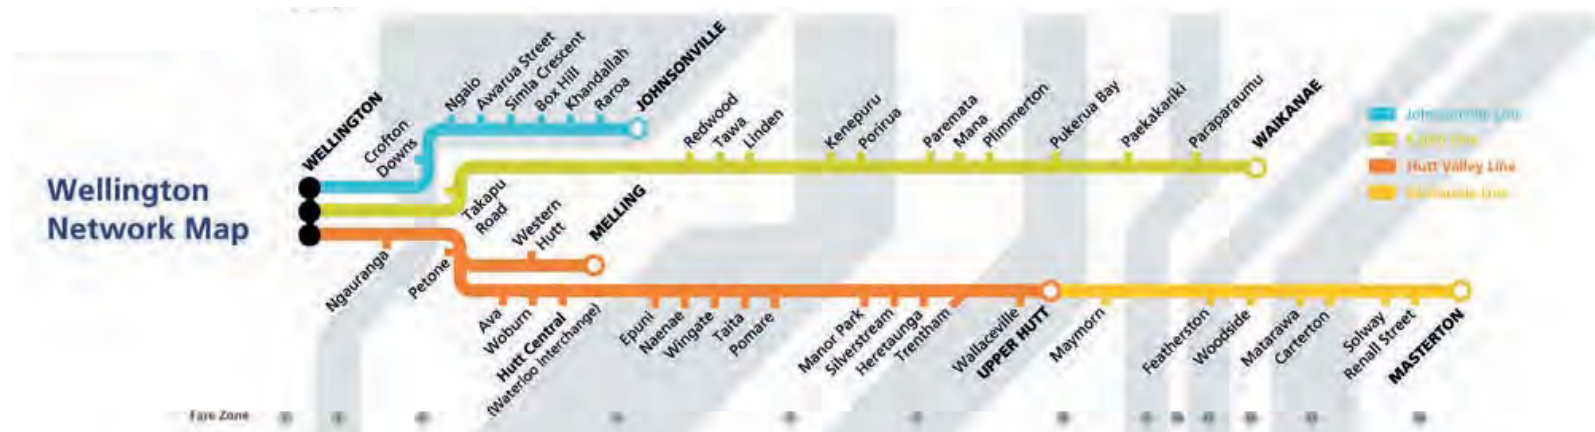 Wellington
Network Map
WELLINGTON
Crofton
Downs
Ngaio
Awarua Street
Simla Crescent
Box Hill
Khandallah
Raroa
JOHNSONVILLE
Takapu
Road
Redwood
Tawa
Linden
Kenepuru
Porirua
Paremata
Mana
Plimmerton
Pukerua Bay
Paekakariki
Paraparaumu
WAIKANAE
Ngauranga
Petone
Western
Hutt
MELLING
Ava
Woburn
Hutt Central
(Waterloo Interchange)
Epuni
Naenae
Wingate
Taita
Pomare
Manor Park
Silverstream
Heretaunga
Trentham
Wallaceville
UPPER HUTT
Maymorn
Featherston
Woodside
Matarawa
Carterton
Solway
Renall Street
MASTERTON
Johnsonville Line
Hutt Valley Line
Fare Zone